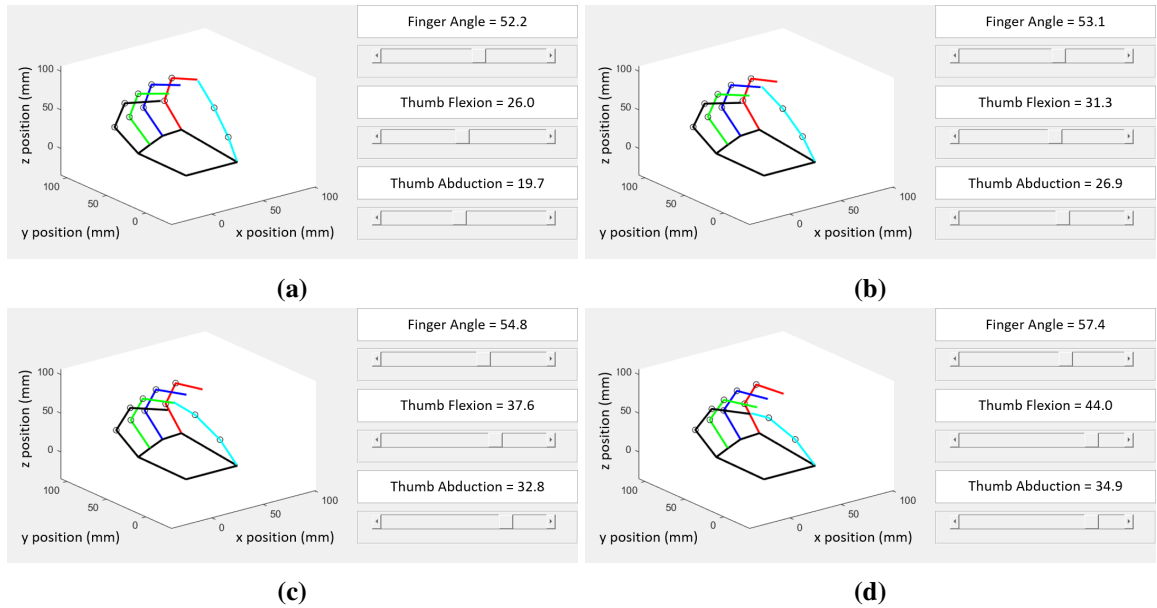 Finger Angle = 52.2
Thumb Flexion = 26.0
Thumb Abduction = 19.7
z position (mm)
100
50
0
100
50
0
y position (mm)
0
50
100
x position (mm)
(a)
Finger Angle = 53.1
Thumb Flexion = 31.3
Thumb Abduction = 26.9
z position (mm)
100
50
0
100
50
0
y position (mm)
0
50
100
x position (mm)
(b)
Finger Angle = 54.8
Thumb Flexion = 37.6
Thumb Abduction = 32.8
z position (mm)
100
50
0
100
50
0
y position (mm)
0
50
100
x position (mm)
(c)
Finger Angle = 57.4
Thumb Flexion = 44.0
Thumb Abduction = 34.9
z position (mm)
100
50
0
100
50
0
y position (mm)
0
50
100
x position (mm)
(d)